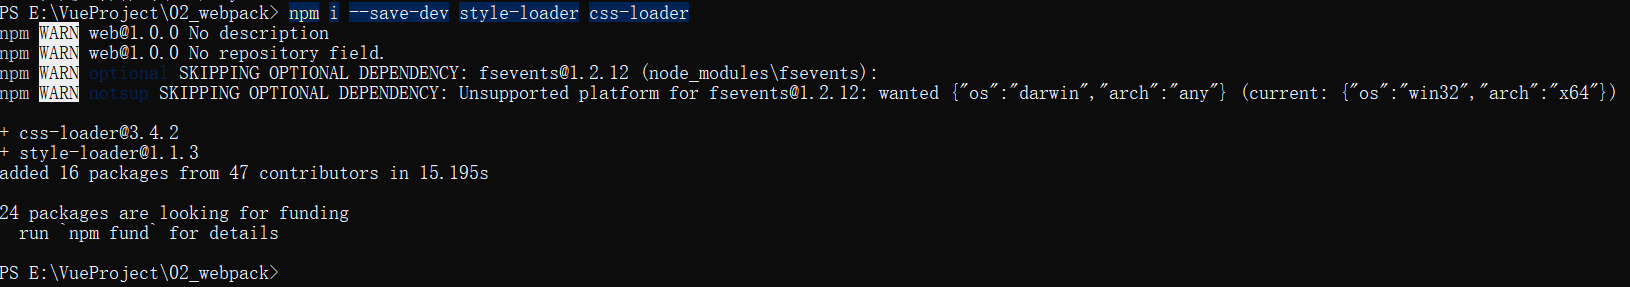 PS E:\VueProject\02_webpack> npm i --save-dev style-loader css-loader
npm WARN web@1.0.0 No description
npm WARN web@1.0.0 No repository field.
npm WARN optional SKIPPING OPTIONAL DEPENDENCY: fsevents@1.2.12 (node_modules\fsevents):
npm WARN notsup SKIPPING OPTIONAL DEPENDENCY: Unsupported platform for fsevents@1.2.12: wanted {"os":"darwin","arch":"any"} (current: {"os":"win32","arch":"x64"})
+ css-loader@3.4.2
+ style-loader@1.1.3
added 16 packages from 47 contributors in 15.195s
24 packages are looking for funding
run `npm fund` for details
PS E:\VueProject\02_webpack>